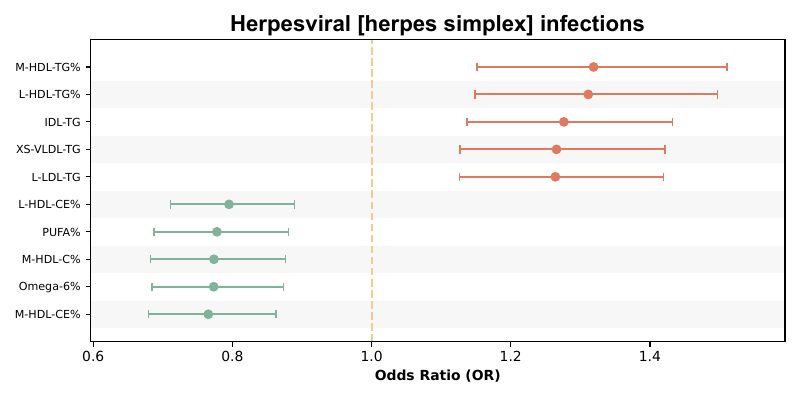 Herpesviral [herpes simplex] infections
M-HDL-TG%
L-HDL-TG%
IDL-TG
XS-VLDL-TG
L-LDL-TG
L-HDL-CE%
PUFA%
M-HDL-C%
Omega-6%
M-HDL-CE%
0.6 0.8 1.0 1.2 1.4
Odds Ratio (OR)